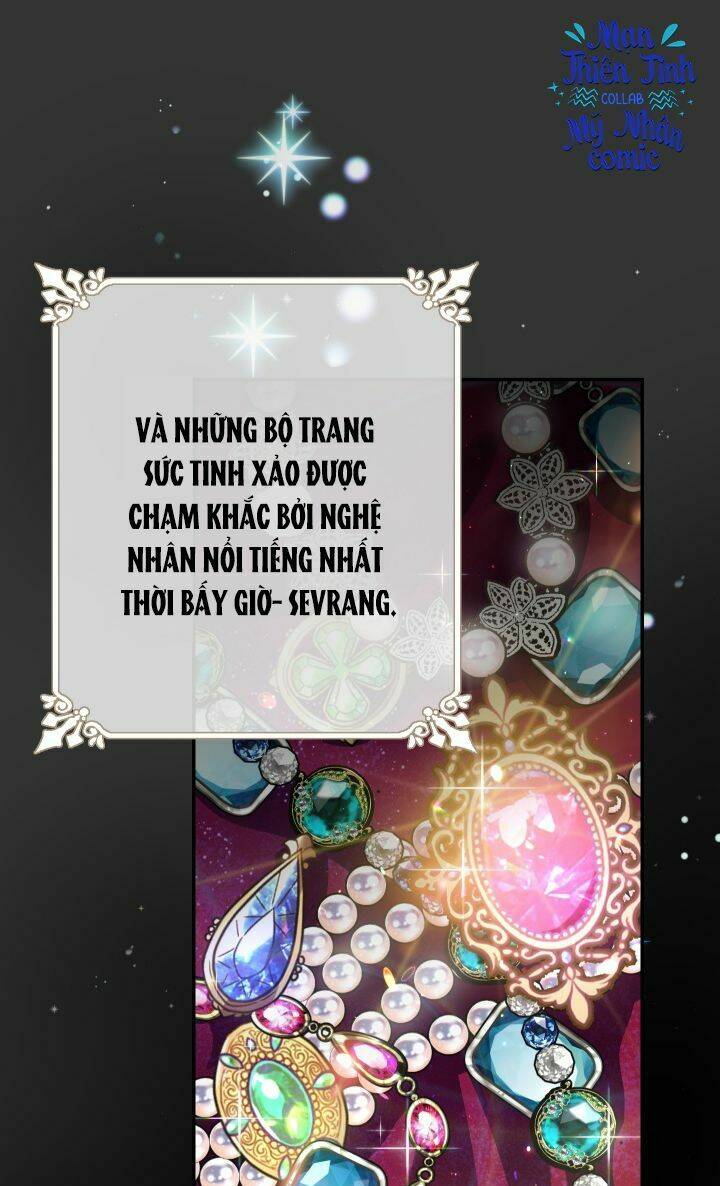 Mạn
Thiên Tinh
COLLAB
Mỹ Nhân
comic
VÀ NHỮNG BỘ TRANG
SỨC TINH XẢO ĐƯỢC
CHẠM KHẮC BỞI NGHỆ
NHÂN NỔI TIẾNG NHẤT
THỜI BẤY GIỜ- SEVRANG.